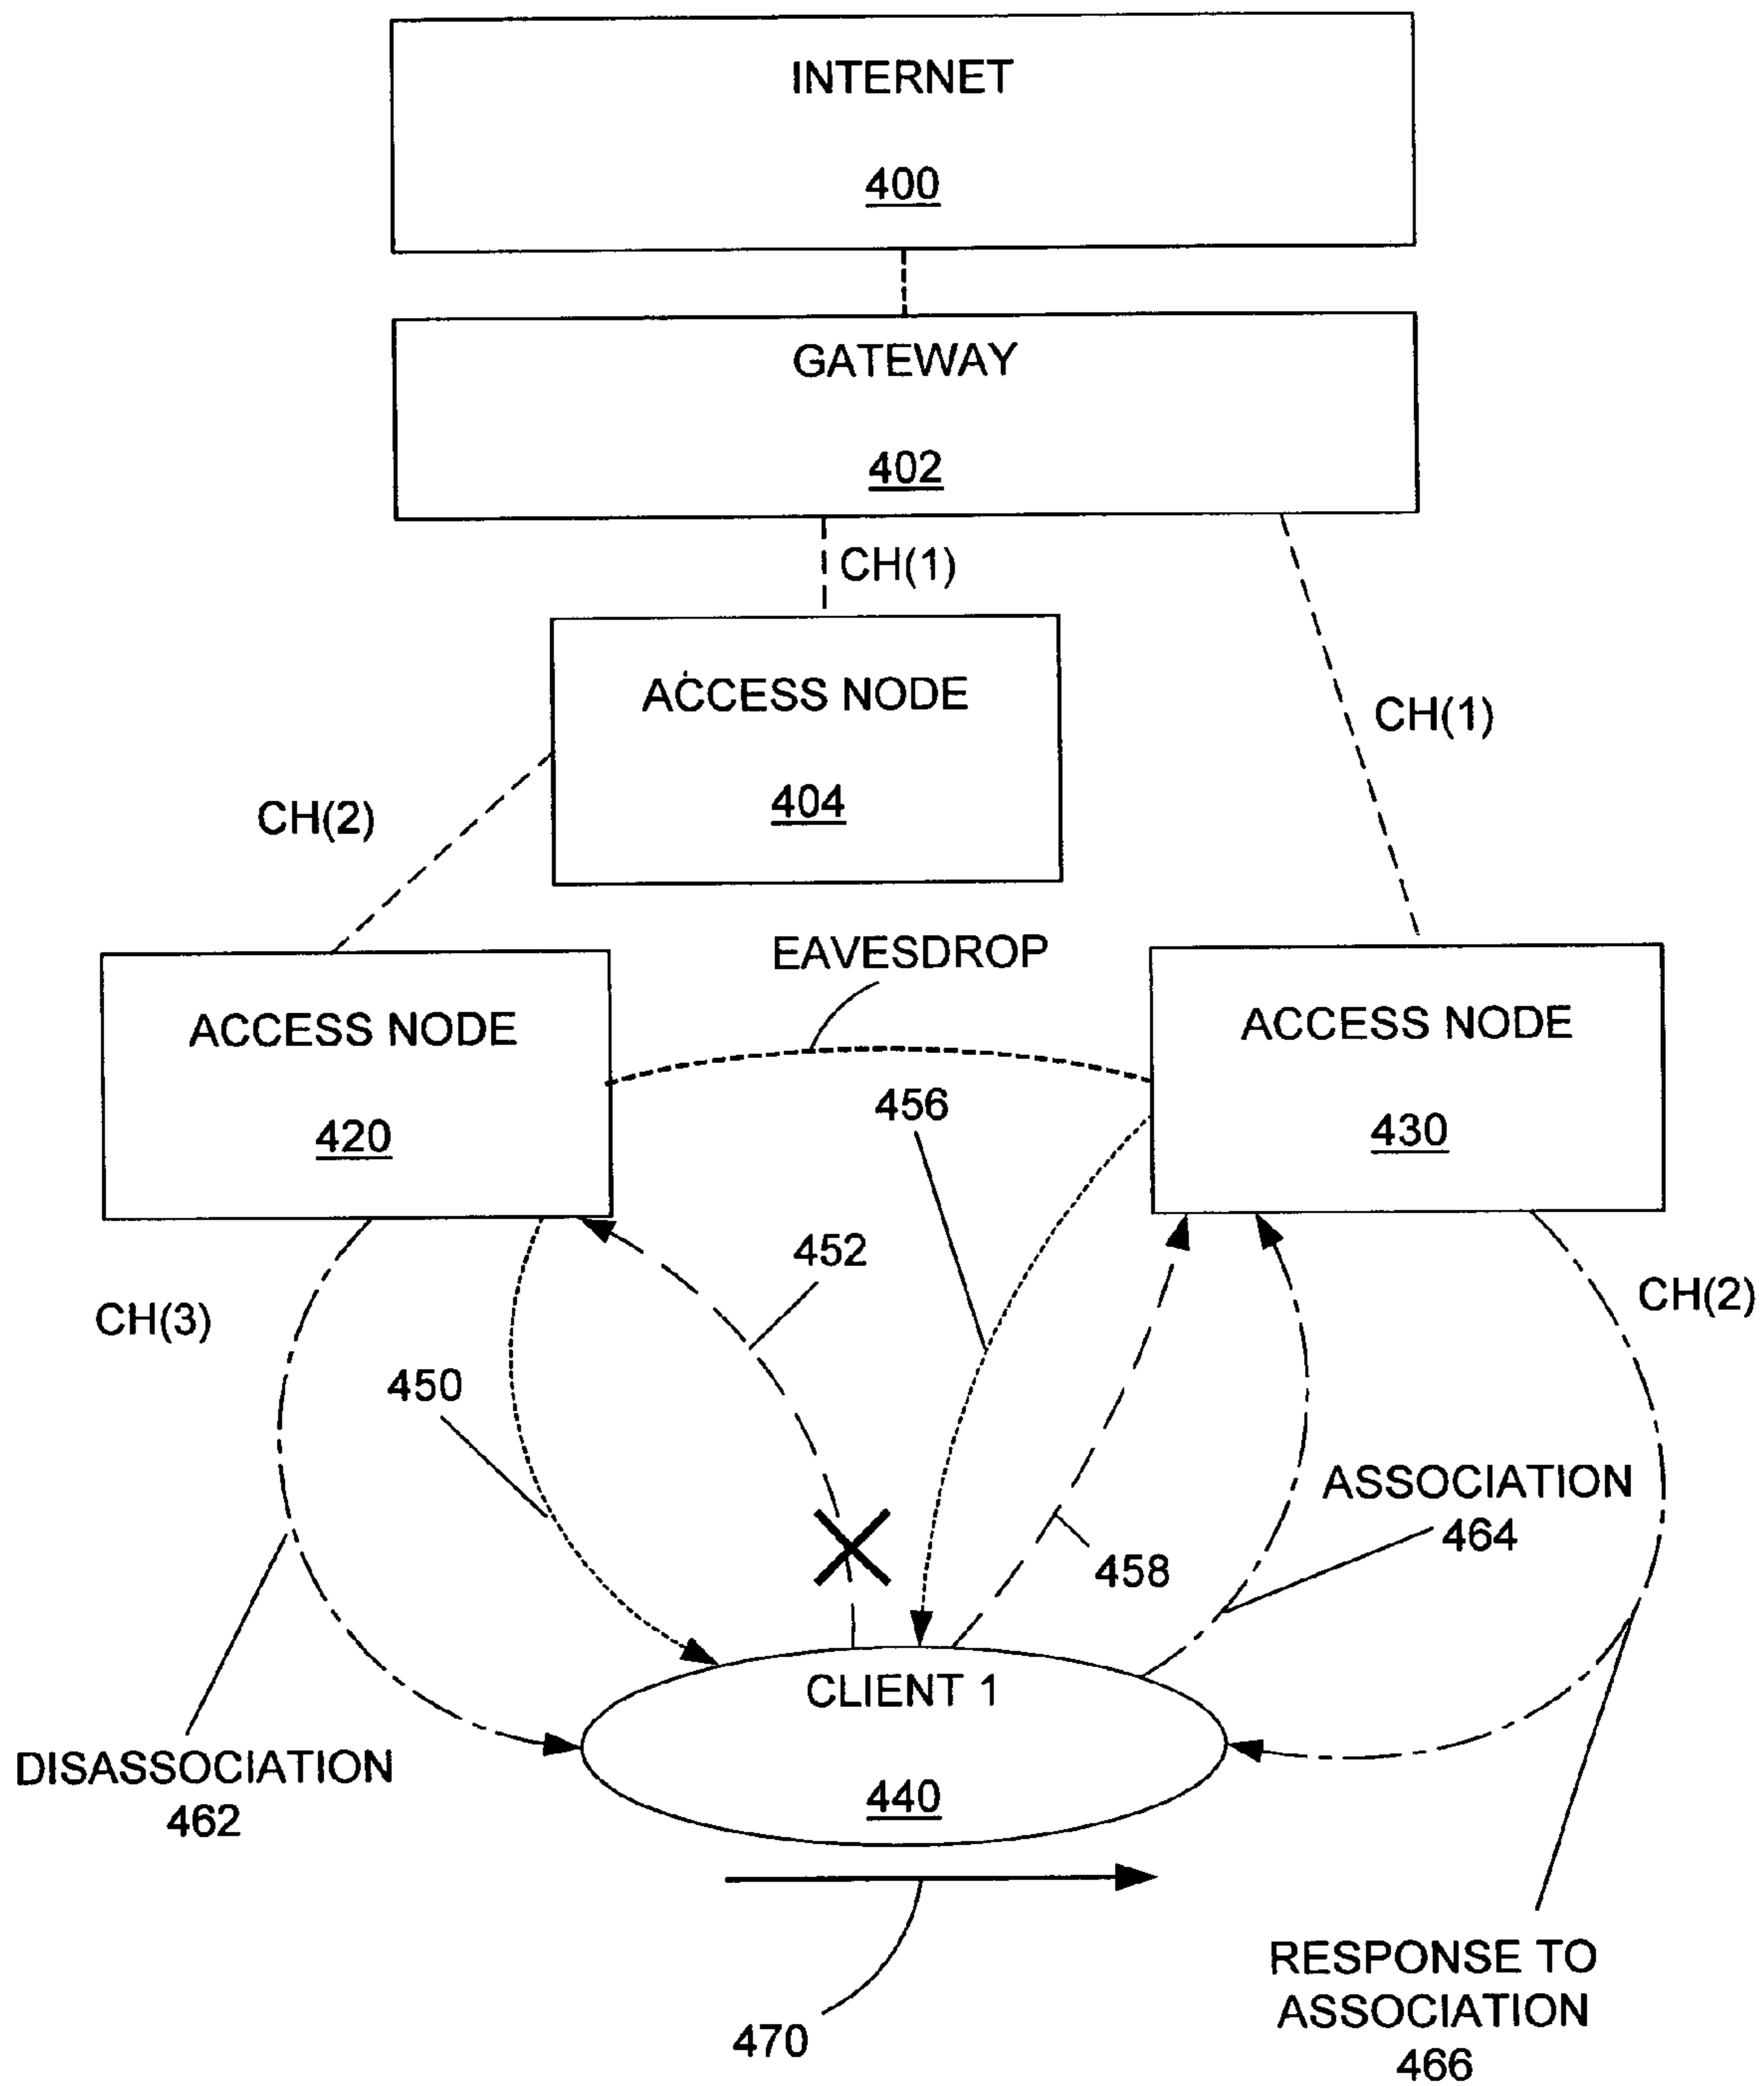 INTERNET
400
GATEWAY
402
CH(1)
ACCESS NODE
404
CH(1)
CH(2)
EAVESDROP
ACCESS NODE
420
ACCESS NODE
430
456
452
CH(3)
CH(2)
450
ASSOCIATION
464
458
CLIENT 1
440
DISASSOCIATION
462
470
RESPONSE TO
ASSOCIATION
466